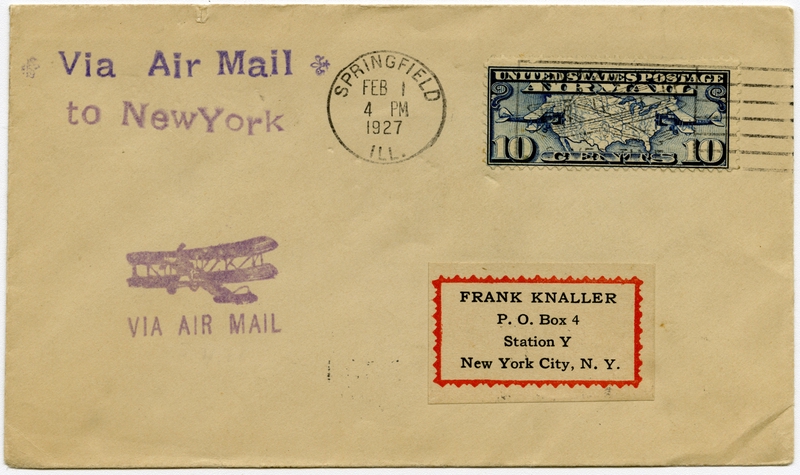 Via Air Mail
to NewYork
SPRINGFIELD
FEB 1
4 PM
1927
ILL.
UNITED STATES POSTAGE
AIR MAIL
10 CENTS 10
VIA AIR MAIL
FRANK KNALLER
P. O. Box 4
Station Y
New York City, N. Y.